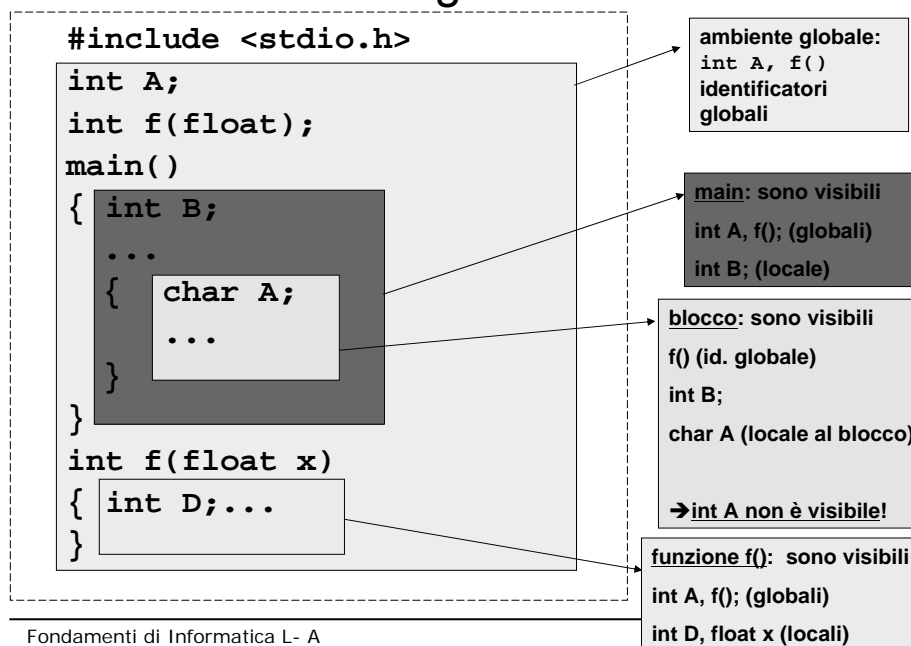 #include <stdio.h>
int A;
int f(float);
main()
{ int B;
...
{ char A;
...
}
}
int f(float x)
{ int D;...
}
ambiente globale:
int A, f()
identificatori
globali
main: sono visibili
int A, f(); (globali)
int B; (locale)
blocco: sono visibili
f() (id. globale)
int B;
char A (locale al blocco)
➔int A non è visibile!
funzione f(): sono visibili
int A, f(); (globali)
int D, float x (locali)
Fondamenti di Informatica L- A